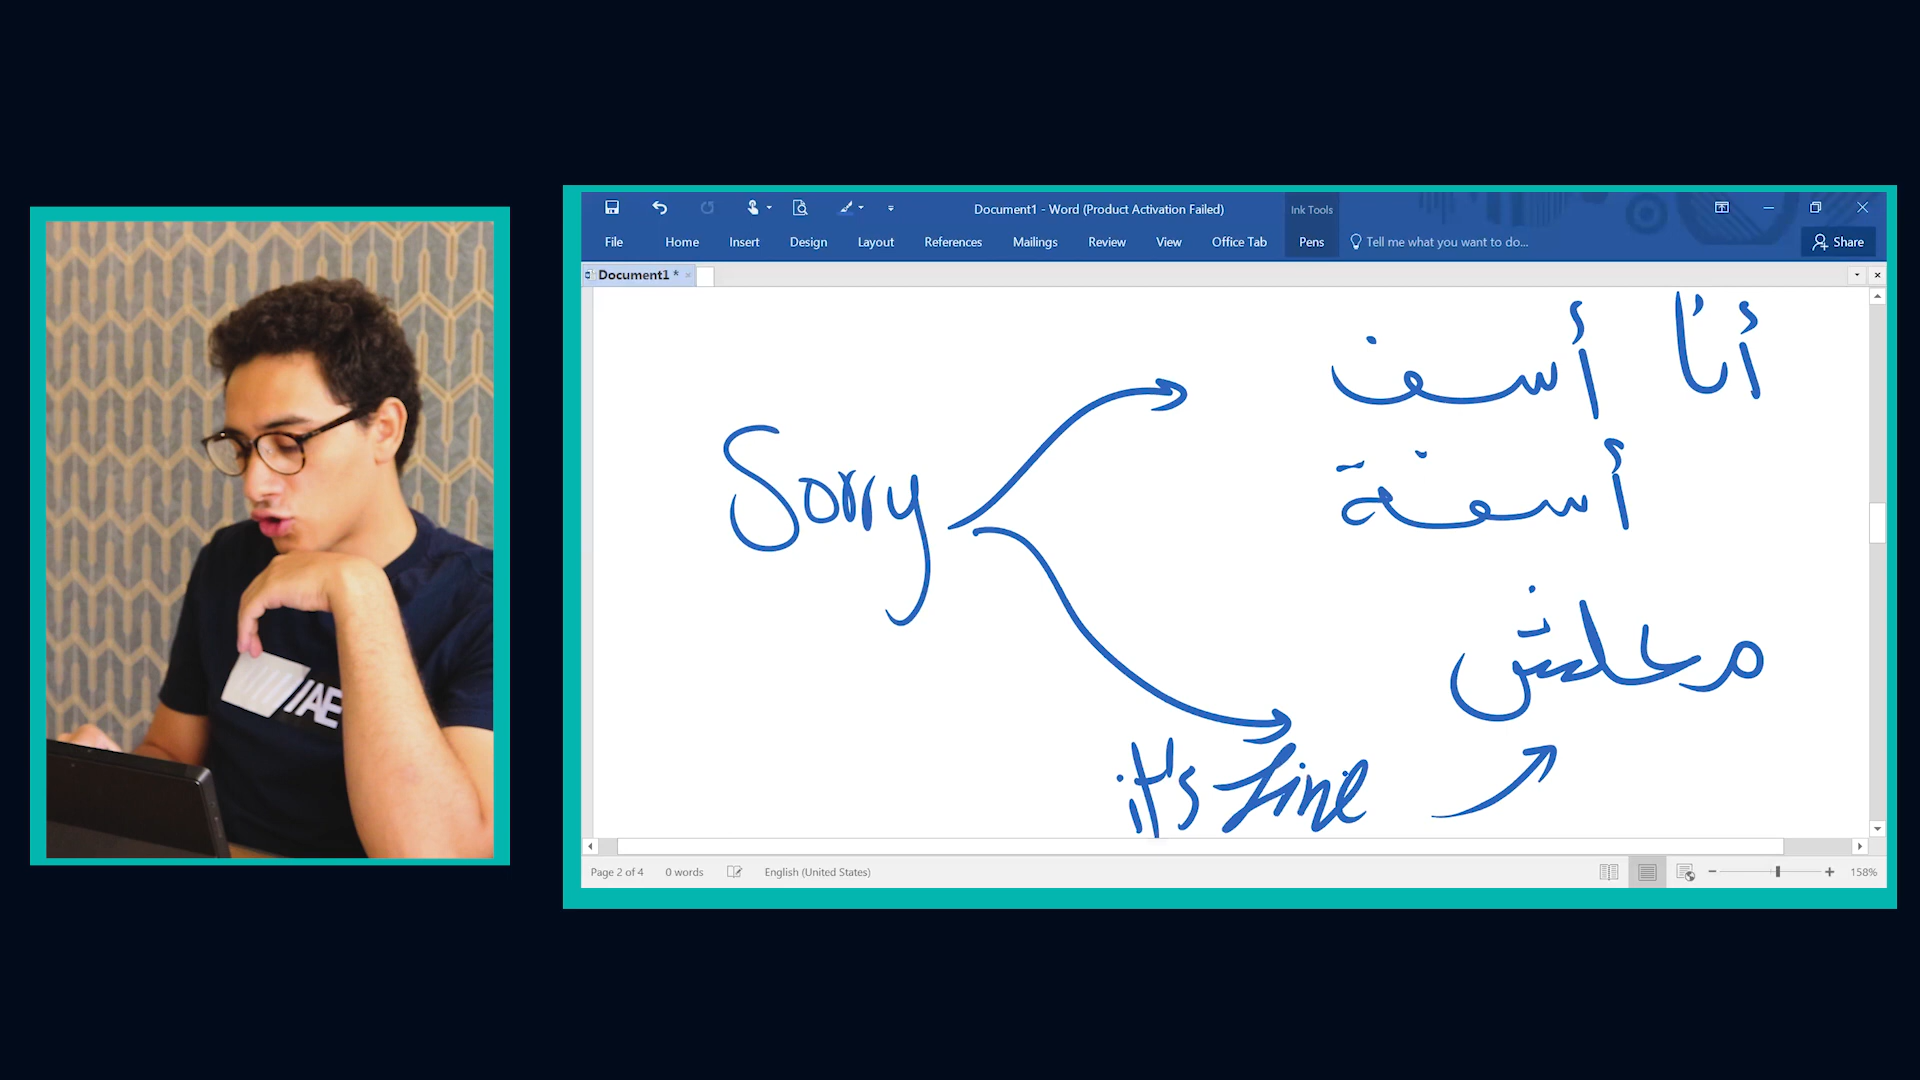 Document1 - Word (Product Activation Failed)
Ink Tools
File Home Insert Design Layout References Mailings Review View Office Tab Pens Tell me what you want to do... Share
Document1 *
أنا أسف
Sorry
أسفة
معلش
it's fine
/AE
Page 2 of 4 0 words English (United States) 158%